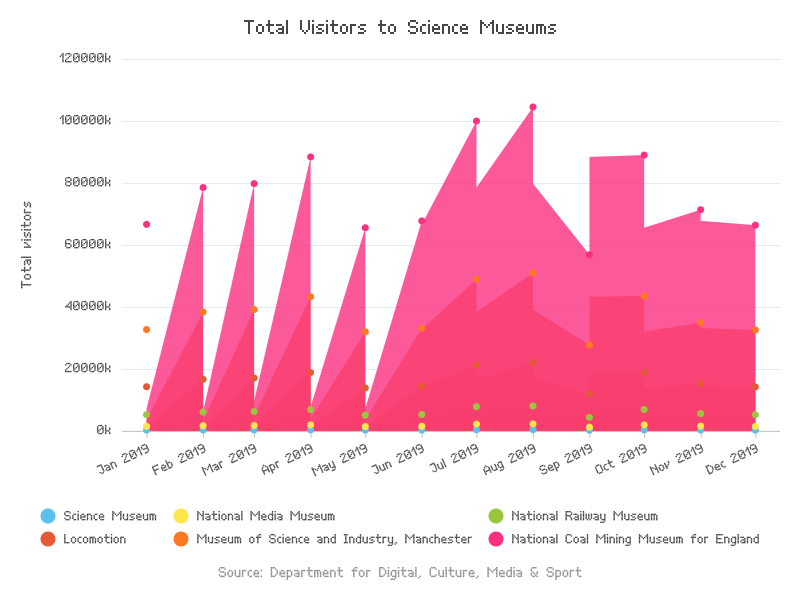 Total Visitors to Science Museums
Total visitors
120000k
100000k
80000k
60000k
40000k
20000k
0k
Jan 2019
Feb 2019
Mar 2019
Apr 2019
May 2019
Jun 2019
Jul 2019
Aug 2019
Sep 2019
Oct 2019
Nov 2019
Dec 2019
Science Museum
National Media Museum
National Railway Museum
Locomotion
Museum of Science and Industry, Manchester
National Coal Mining Museum for England
Source: Department for Digital, Culture, Media & Sport